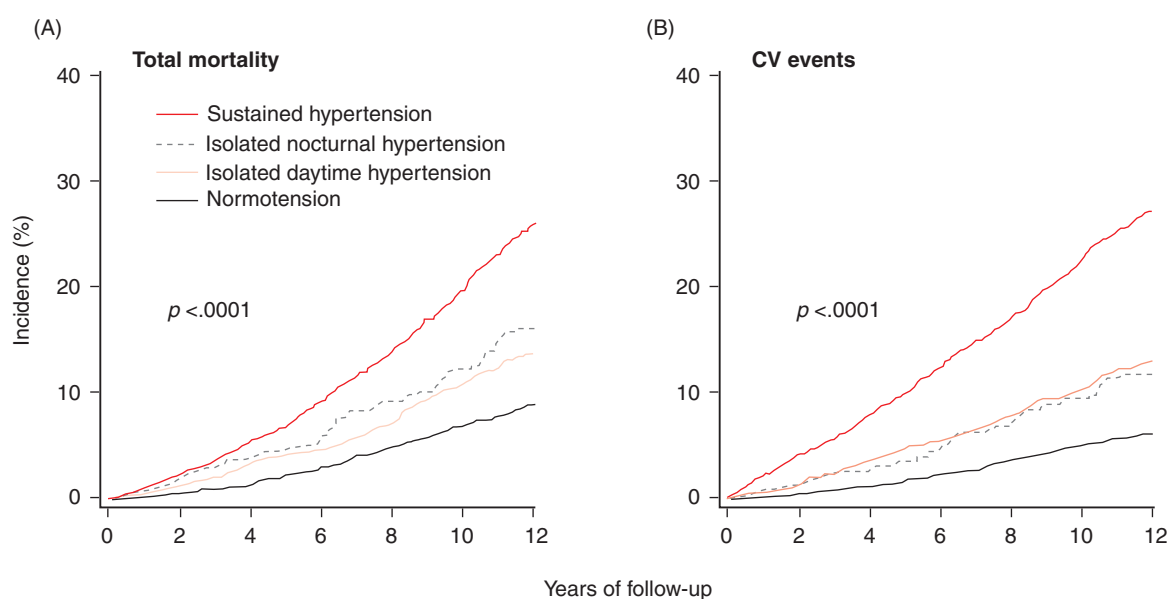 (A)
Total mortality
40
30
20
10
0
Incidence (%)
Sustained hypertension
Isolated nocturnal hypertension
Isolated daytime hypertension
Normotension
p <.0001
0 2 4 6 8 10 12
(B)
CV events
40
30
20
10
0
p <.0001
0 2 4 6 8 10 12
Years of follow-up